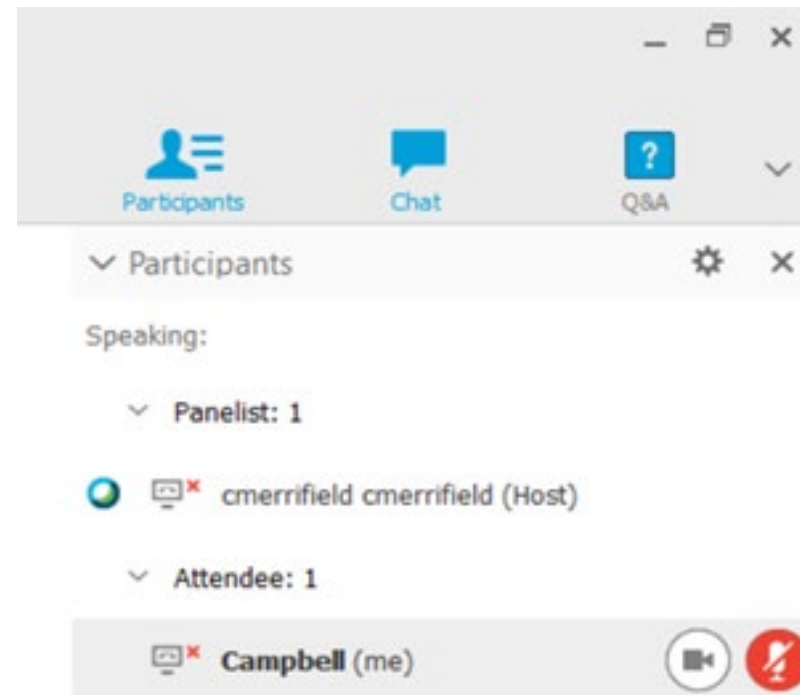 Participants Chat Q&A
Participants
Speaking:
Panelist: 1
cmerrifield cmerrifield (Host)
Attendee: 1
Campbell (me)